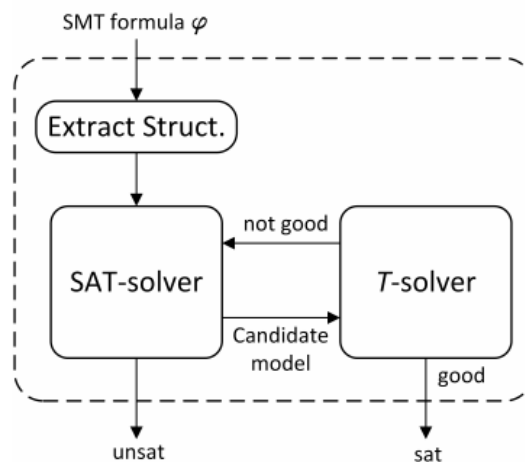 SMT formula φ
Extract Struct.
SAT-solver
not good
T-solver
Candidate
model
good
unsat
sat